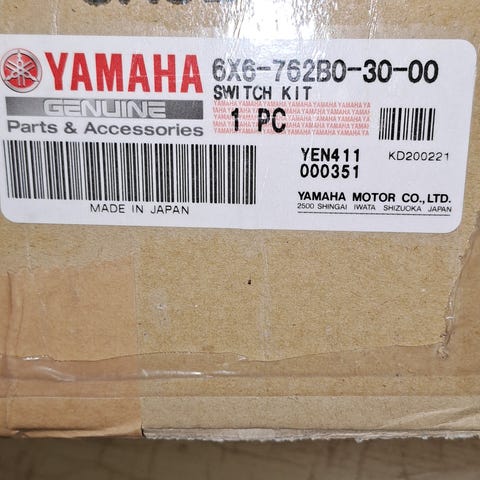 YAMAHA
GENUINE
Parts & Accessories
6X6-762B0-30-00
SWITCH KIT
1 PC
YEN411
KD200221
000351
MADE IN JAPAN
YAMAHA MOTOR CO.,LTD.
2500 SHINGAI IWATA SHIZUOKA JAPAN